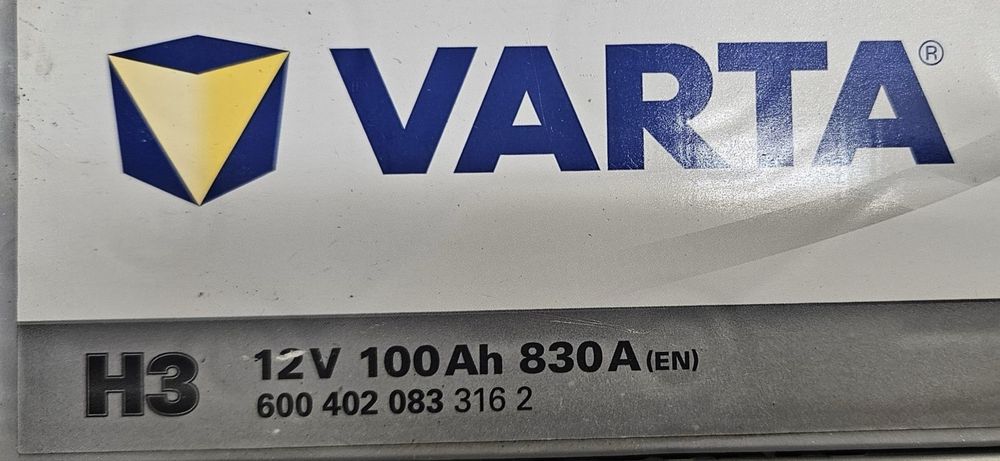 VARTA®
H3 12V 100Ah 830A (EN)
600 402 083 316 2